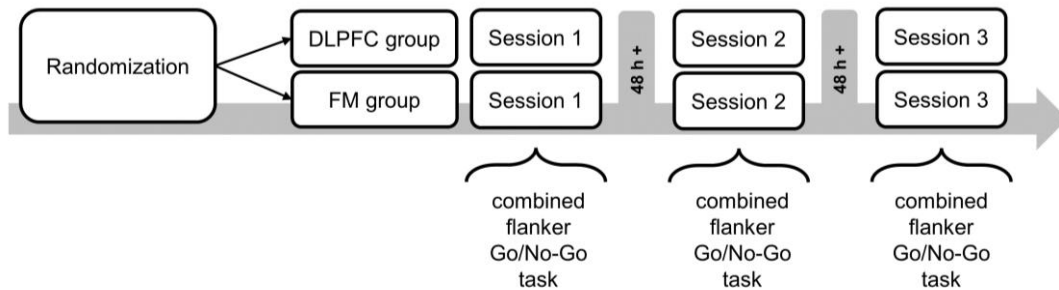 Randomization
DLPFC group
Session 1
48 h +
Session 2
48 h +
Session 3
FM group
Session 1
Session 2
Session 3
combined
flanker
Go/No-Go
task
combined
flanker
Go/No-Go
task
combined
flanker
Go/No-Go
task